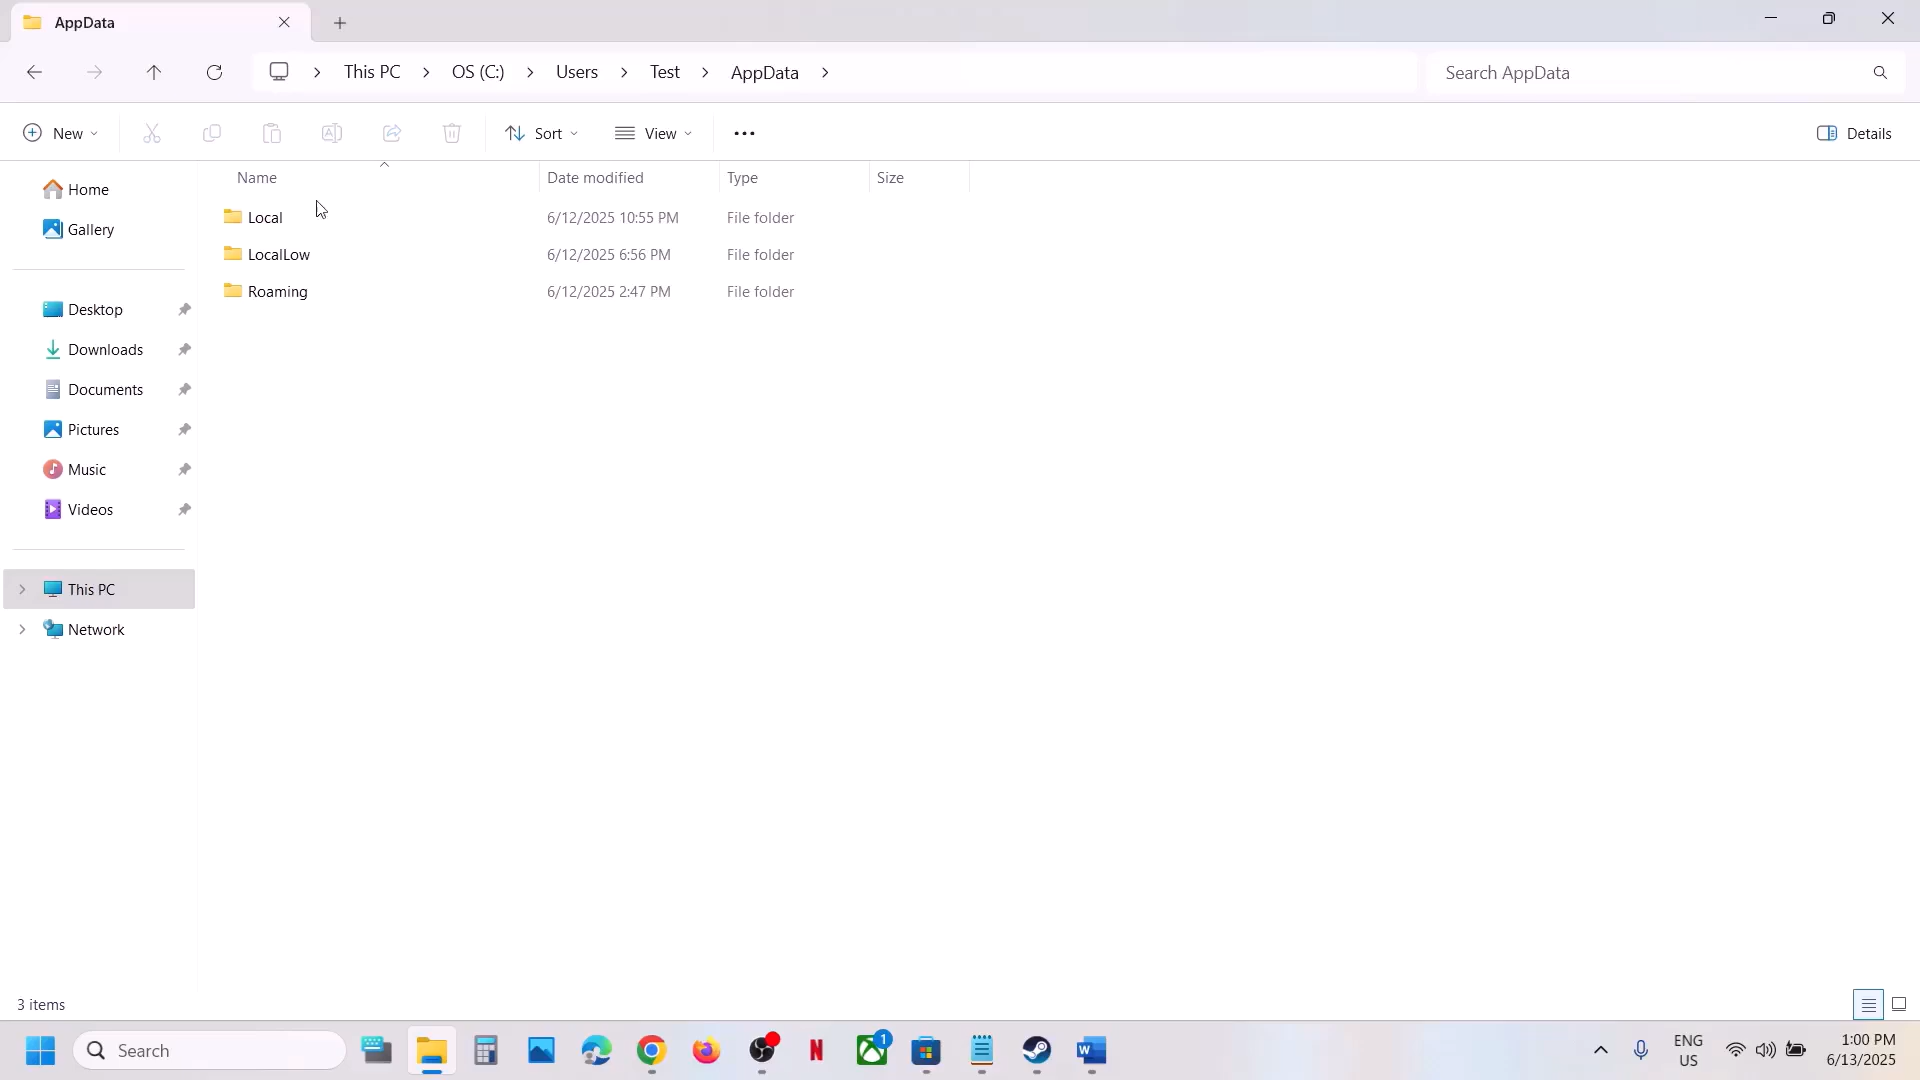 AppData
This PC > OS (C:) > Users > Test > AppData >
Search AppData
New
Sort
View
Details
Name
Date modified
Type
Size
Home
Gallery
Desktop
Downloads
Documents
Pictures
Music
Videos
This PC
Network
Local 6/12/2025 10:55 PM File folder
LocalLow 6/12/2025 6:56 PM File folder
Roaming 6/12/2025 2:47 PM File folder
3 items
Search
N
1
W
ENG
US
1:00 PM
6/13/2025